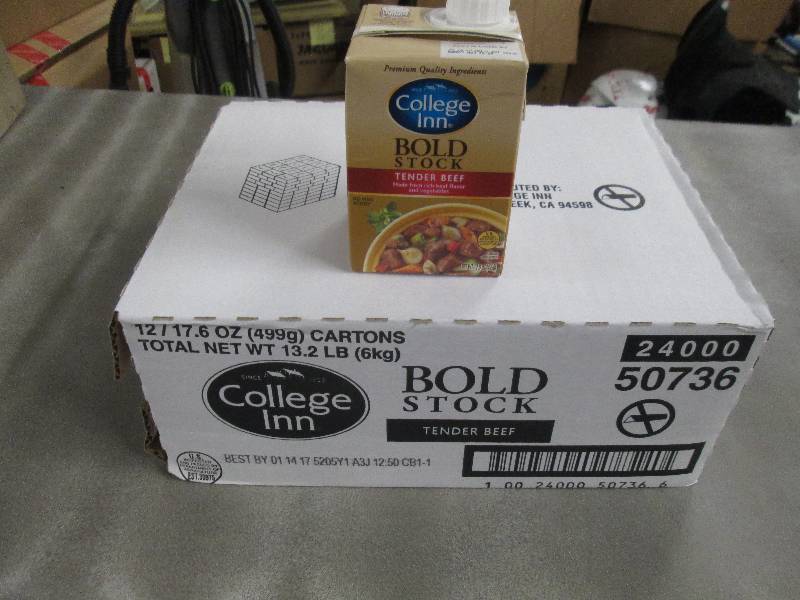 Premium Quality Ingredients
College
Inn
BOLD
STOCK
TENDER BEEF
Made from rich beef flavor
and vegetables
UTED BY:
GE INN
EEK, CA 94598
12 / 17.6 OZ (499g) CARTONS
TOTAL NET WT 13.2 LB (6kg)
SINCE
College
Inn
BOLD
STOCK
TENDER BEEF
24000
50736
BEST BY 01 14 17 5205Y1 A3J 12:50 CB1-1
U.S.
1 00 24000 50736 6